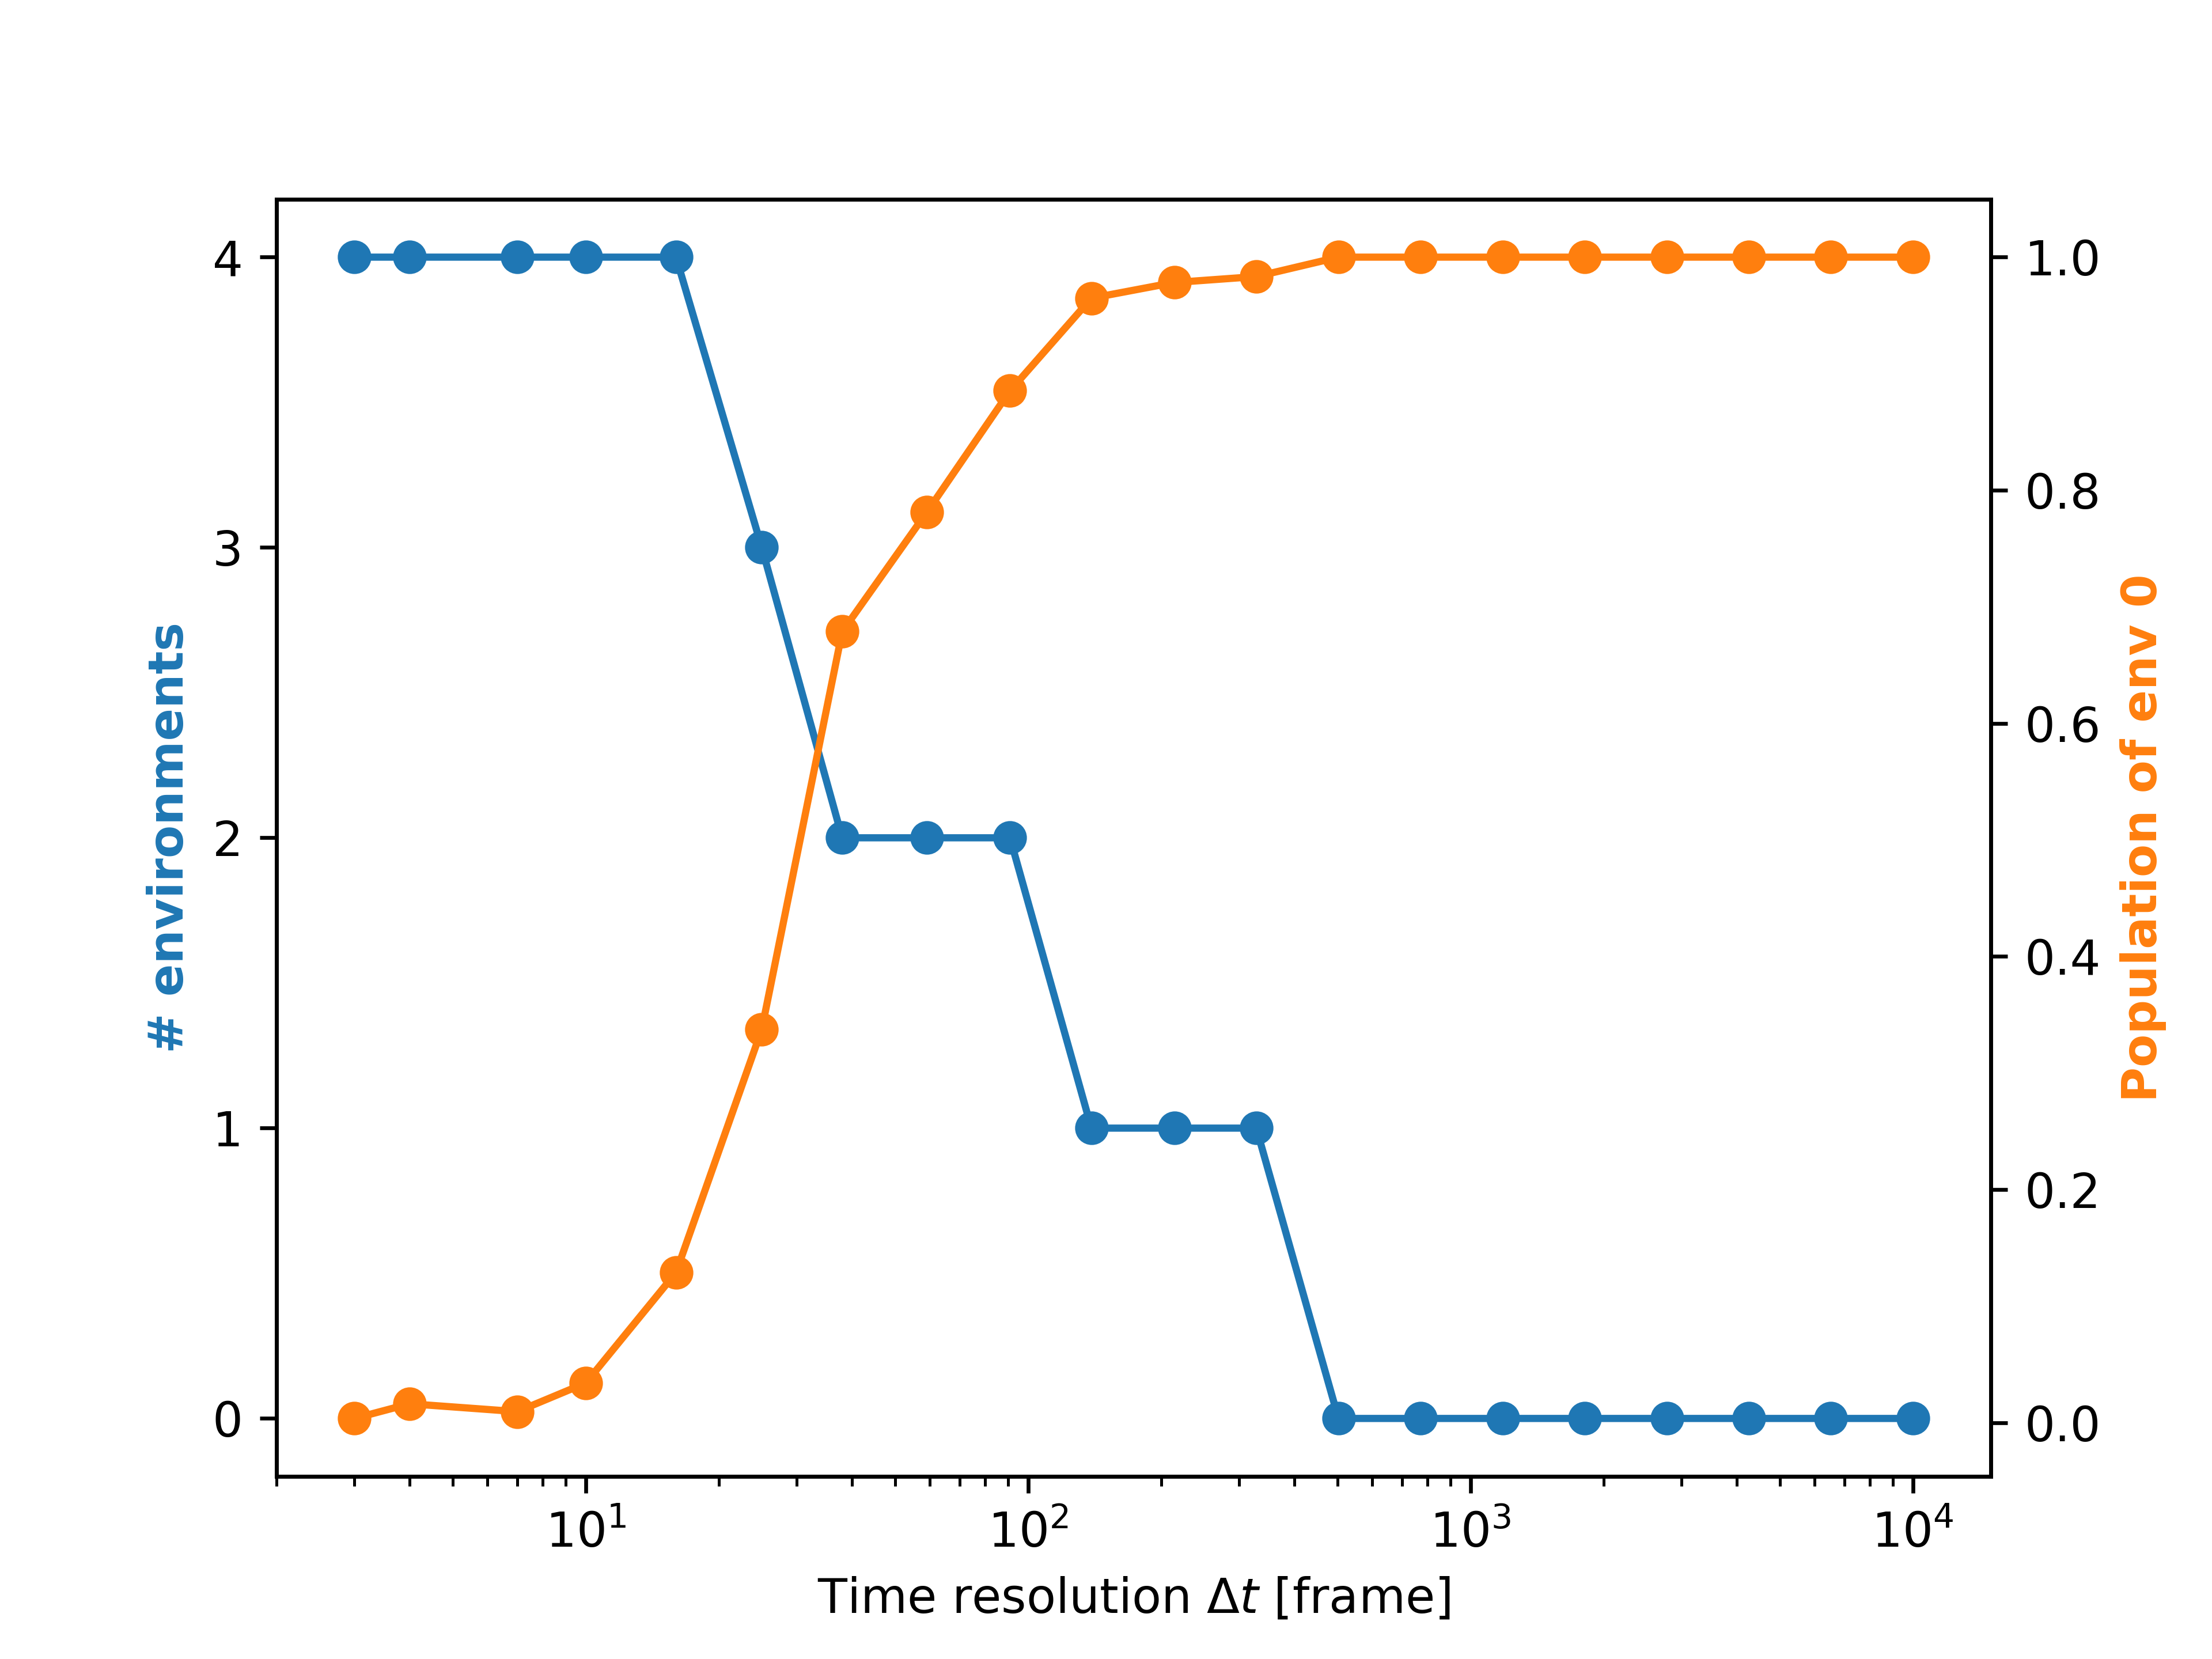 # environments
4
3
2
1
0
1.0
0.8
0.6
0.4
0.2
0.0
Population of env 0
10¹ 10² 10³ 10⁴
Time resolution Δt [frame]